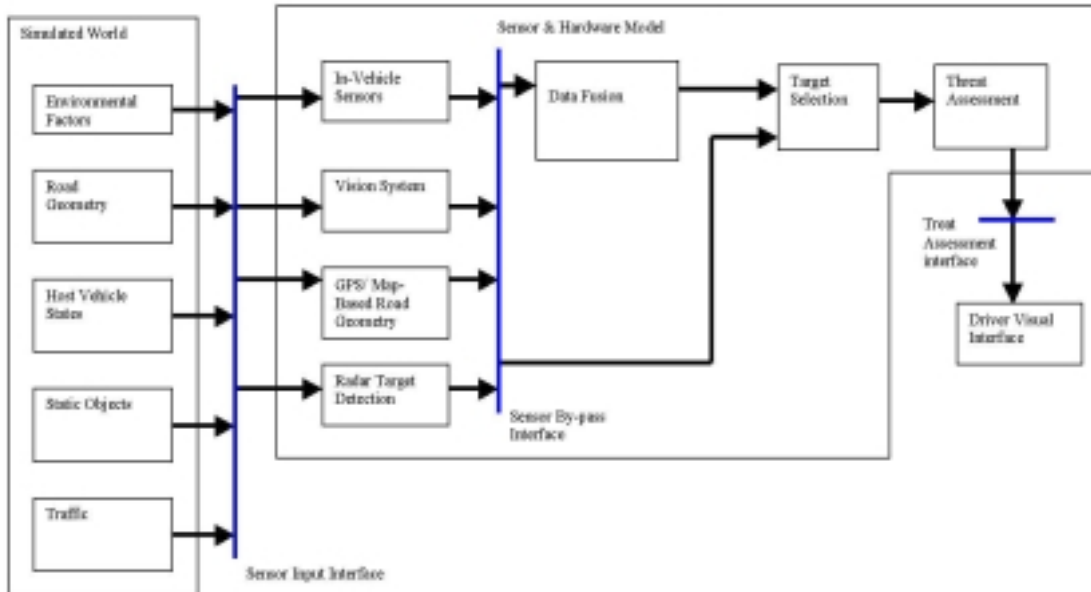 Simulated World
Environmental
Factors
Road
Geometry
Host Vehicle
States
Static Objects
Traffic
Sensor Input Interface
Sensor & Hardware Model
In-Vehicle
Sensors
Vision System
GPS/ Map-
Based Road
Geometry
Radar Target
Detection
Sensor By-pass
Interface
Data Fusion
Target
Selection
Threat
Assessment
Treat
Assessment
interface
Driver Visual
Interface